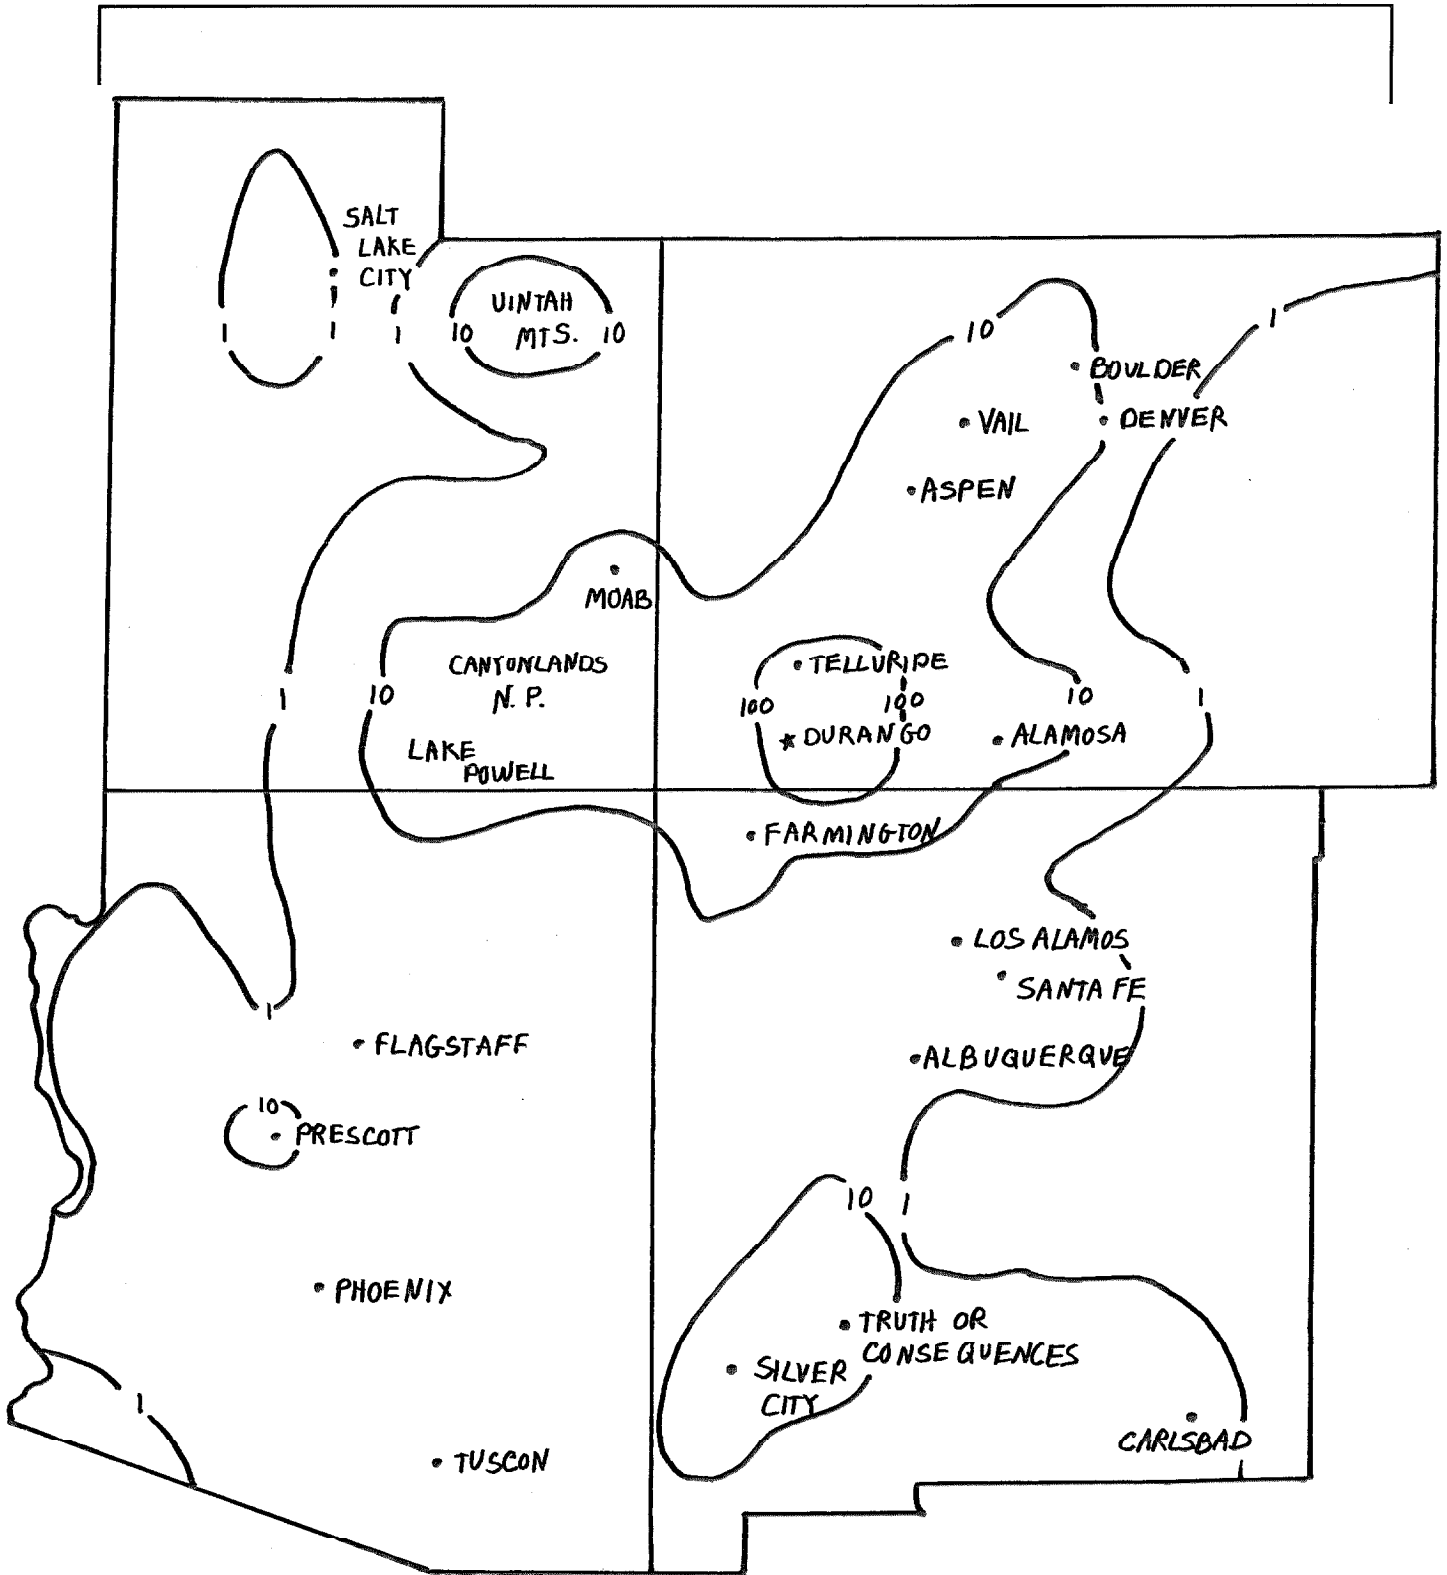 SALT
LAKE
CITY
UINTAH
MTS.
1
1
1
10
10
10
1
BOULDER
VAIL
DENVER
ASPEN
MOAB
CANYONLANDS
N.P.
1
10
LAKE
POWELL
TELLURIDE
100
100
DURANGO
10
1
ALAMOSA
FARMINGTON
LOS ALAMOS
SANTA FE
1
FLAGSTAFF
ALBUQUERQUE
10
PRESCOTT
10
1
PHOENIX
TRUTH OR
CONSEQUENCES
SILVER
CITY
1
CARLSBAD
TUSCON